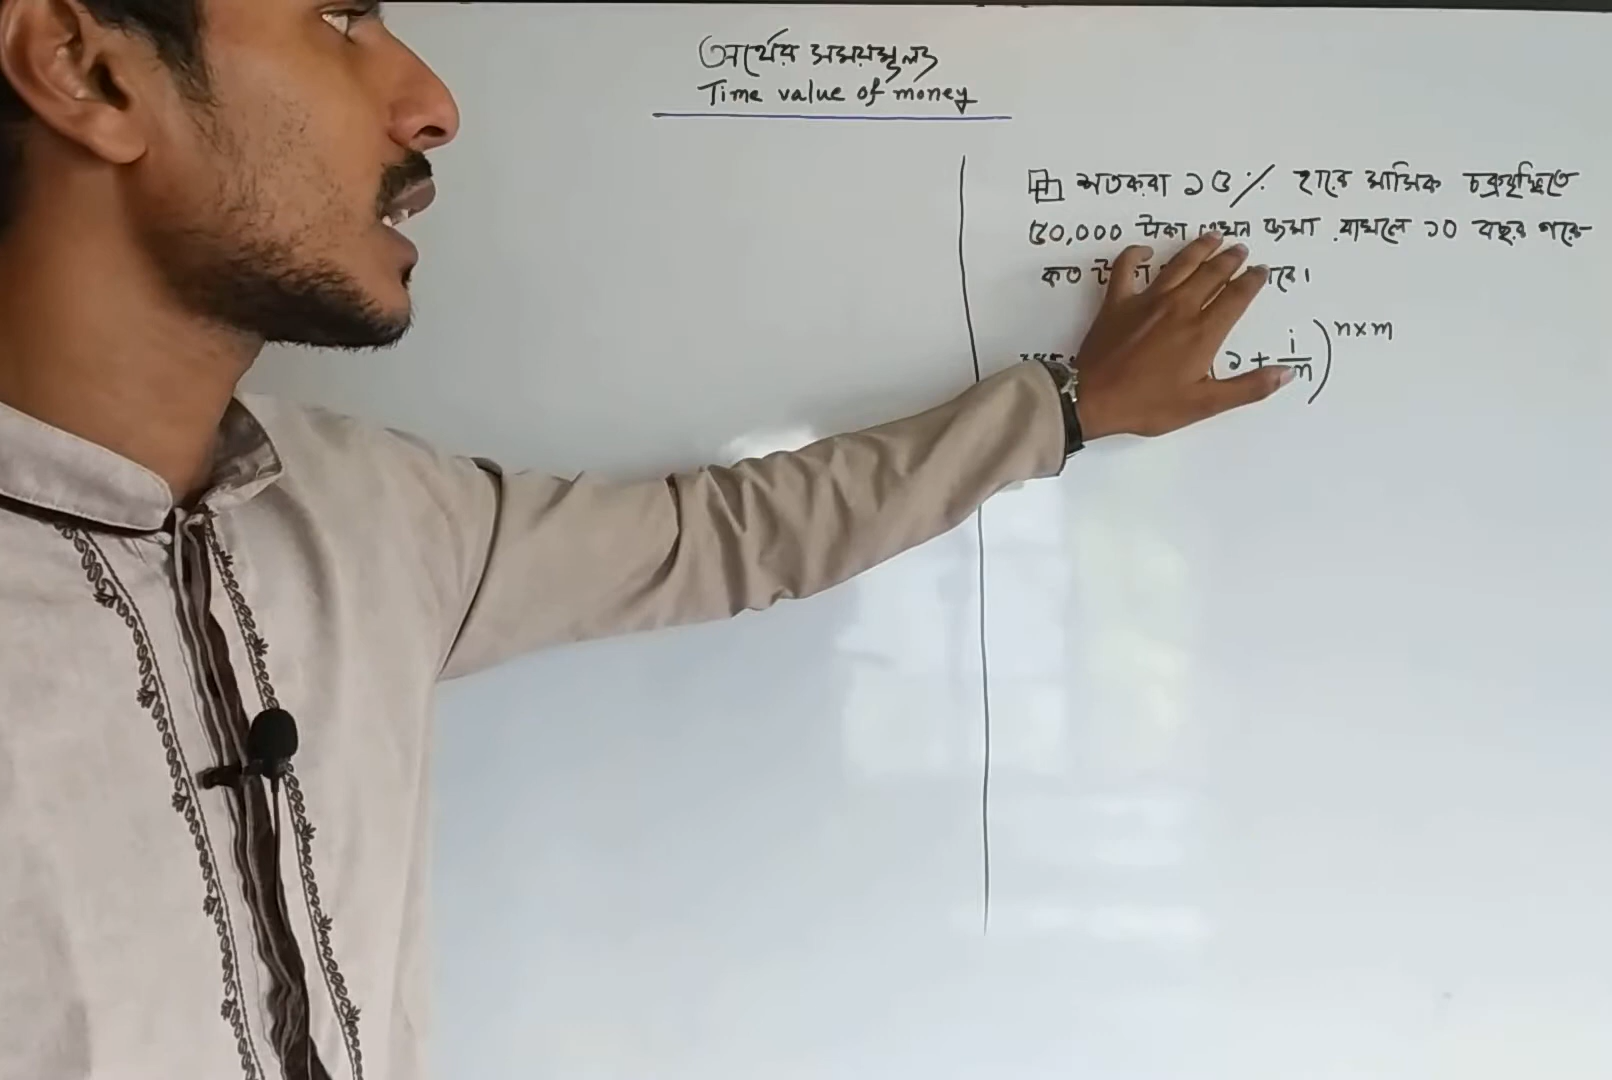 অর্থের সময়মূল্য
Time value of money
শতকরা ১৫% হারে মাসিক চক্রবৃদ্ধিতে
৫০,০০০ টাকা জমা রাখলে ১০ বছর পরে
কত
(১ + i/m)^n×m